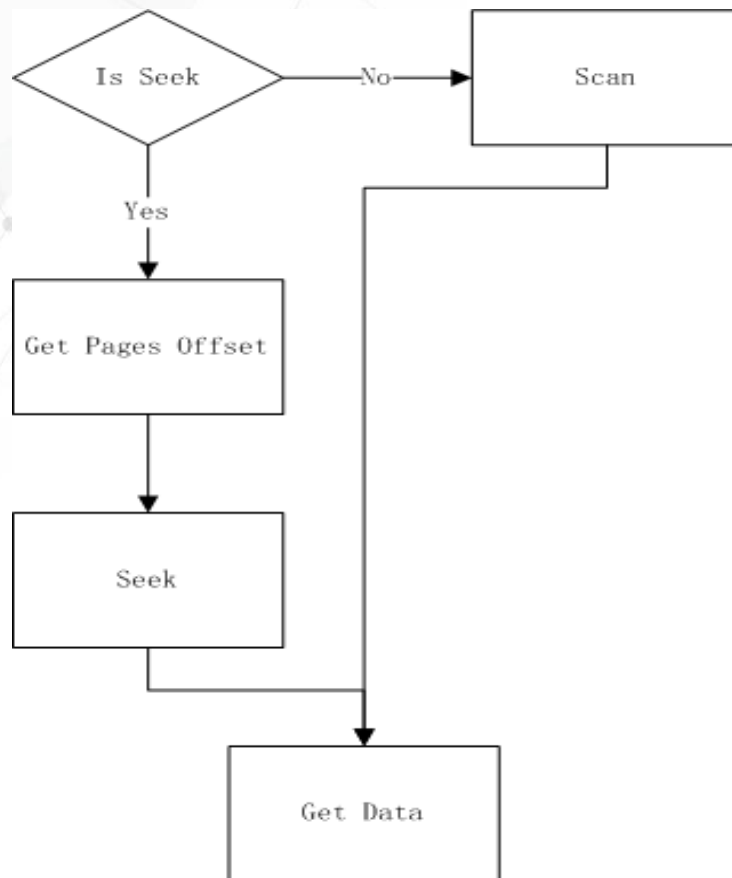 Is Seek
No
Scan
Yes
Get Pages Offset
Seek
Get Data